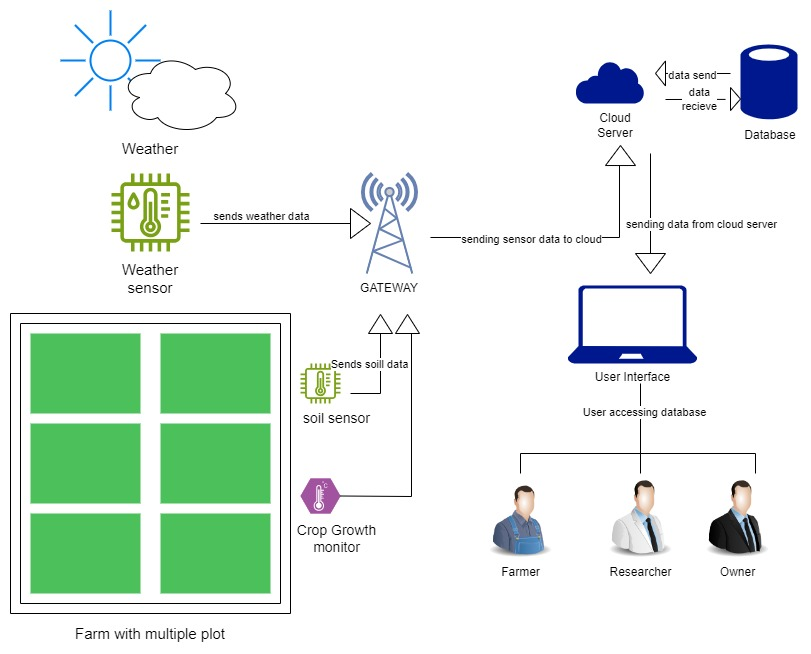 data send
data
recieve
Cloud
Server
Database
Weather
sends weather data
sending data from cloud server
sending sensor data to cloud
Weather
sensor
GATEWAY
Sends soill data
User Interface
soil sensor
User accessing database
°C
Crop Growth
monitor
Farmer
Researcher
Owner
Farm with multiple plot